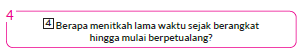 4
4 Berapa menitkah lama waktu sejak berangkat
hingga mulai berpetualang?